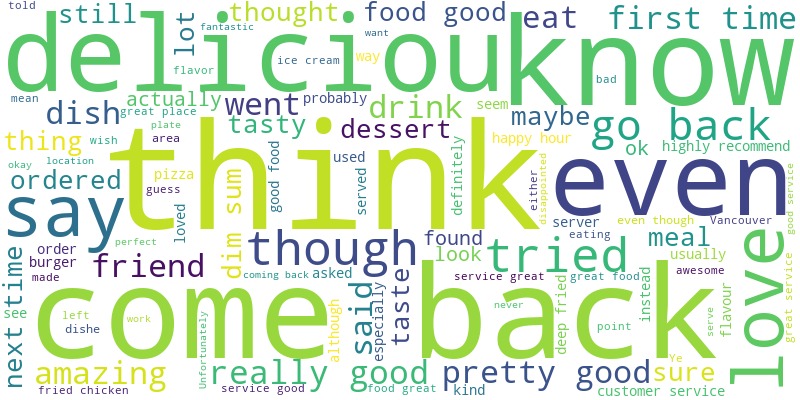 told
still
lot
thought
fantastic
food good
eat
first time
deliciou
know
ice cream
want
way
flavor
bad
mean
dish
actually
great place
went
probably
drink
seem
maybe
go back
thing
wish
plate
area
tasty
dessert
happy hour
ok
highly recommend
okay
location
think
even
ordered
pizza
guess
good food
used
served
definitely
either
disappointed
good service
say
loved
dim sum
server
even though
Vancouver
eating
perfect
order
burger
made
friend
though
found
look
tried
meal
usually
love
coming back
asked
service great
great food
awesome
next time
see
come back
left
dishe
work
Unfortunately
although
said
especially
taste
never
deep fried
point
instead
serve
flavour
great service
amazing
fried chicken
really good
service good
food great
pretty good
kind
Ye
sure
customer service